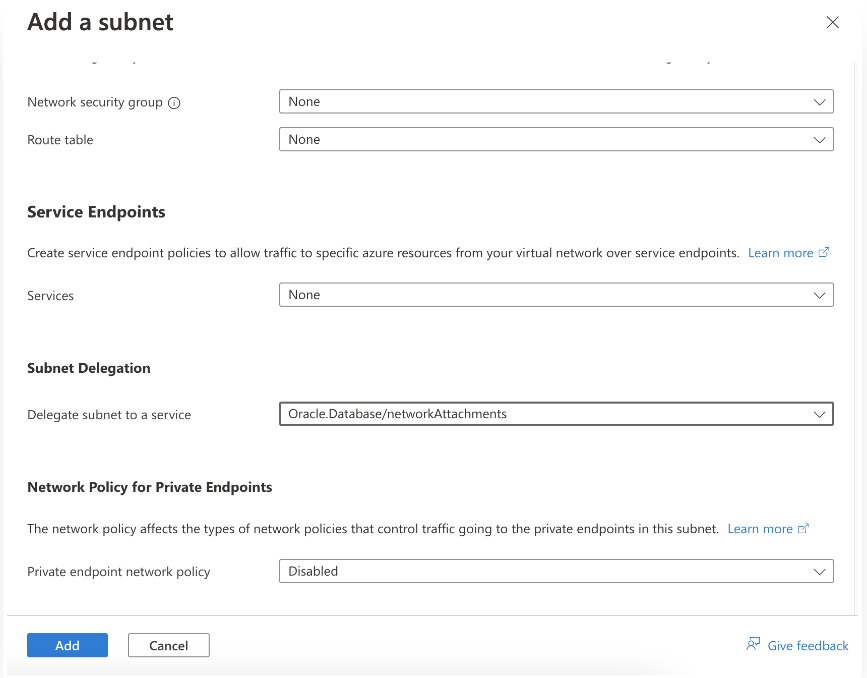 Add a subnet
Network security group
None
Route table
None
Service Endpoints
Create service endpoint policies to allow traffic to specific azure resources from your virtual network over service endpoints. Learn more
Services
None
Subnet Delegation
Delegate subnet to a service
Oracle.Database/networkAttachments
Network Policy for Private Endpoints
The network policy affects the types of network policies that control traffic going to the private endpoints in this subnet. Learn more
Private endpoint network policy
Disabled
Add
Cancel
Give feedback